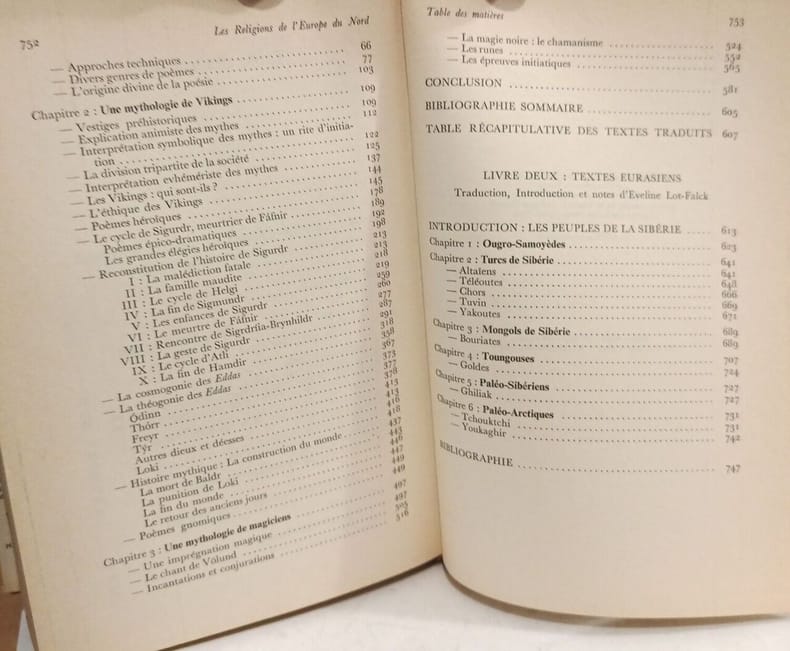 752
Les Religions de l'Europe du Nord
— Approches techniques 66
— Divers genres de poèmes 77
— L'origine divine de la poésie 103
Chapitre 2 : Une mythologie de Vikings 109
— Vestiges préhistoriques 109
— Explication animiste des mythes 112
— Interprétation symbolique des mythes : un rite d'initia-
tion 122
— La division tripartite de la société 125
— Interprétation evhémériste des mythes 137
— Les Vikings : qui sont-ils ? 144
— L'éthique des Vikings 145
— Poèmes héroïques 178
— Le cycle de Sigurdr, meurtrier de Fáfnir 189
Poèmes épico-dramatiques 192
Les grandes élégies héroïques 198
— Reconstitution de l'histoire de Sigurdr 213
I : La malédiction fatale 213
II : La famille maudite 218
III : Le cycle de Helgi 219
IV : La fin de Sigmundr 259
V : Les enfances de Sigurdr 260
VI : Le meurtre de Fáfnir 277
VII : Rencontre de Sigrdrífa-Brynhildr 287
VIII : La geste de Sigurdr 291
IX : Le cycle d'Atli 318
X : La fin de Hamdir 358
— La cosmogonie des Eddas 367
— La théogonie des Eddas 373
Ódinn 377
Thórr 378
Freyr 413
Týr 413
Autres dieux et déesses 416
Loki 418
— Histoire mythique : La construction du monde 437
La mort de Baldr 443
La punition de Loki 446
La fin du monde 447
Le retour des anciens jours 449
— Poèmes gnomiques 449
Chapitre 3 : Une mythologie de magiciens 497
— Une imprégnation magique 497
— Le chant de Völund 503
— Incantations et conjurations 516
Table des matières
753
— La magie noire : le chamanisme 524
— Les runes 552
— Les épreuves initiatiques 565
CONCLUSION 581
BIBLIOGRAPHIE SOMMAIRE 605
TABLE RÉCAPITULATIVE DES TEXTES TRADUITS 607
LIVRE DEUX : TEXTES EURASIENS
Traduction, Introduction et notes d'Eveline Lot-Falck
INTRODUCTION : LES PEUPLES DE LA SIBÉRIE 613
Chapitre 1 : Ougro-Samoyèdes 623
Chapitre 2 : Turcs de Sibérie 641
— Altaïens 641
— Téléoutes 648
— Chors 666
— Tuvin 669
— Yakoutes 671
Chapitre 3 : Mongols de Sibérie 689
— Bouriates 689
Chapitre 4 : Toungouses 707
— Goldes 724
Chapitre 5 : Paléo-Sibériens 727
— Ghiliak 727
Chapitre 6 : Paléo-Arctiques 731
— Tchouktchi 731
— Youkaghir 742
BIBLIOGRAPHIE 747